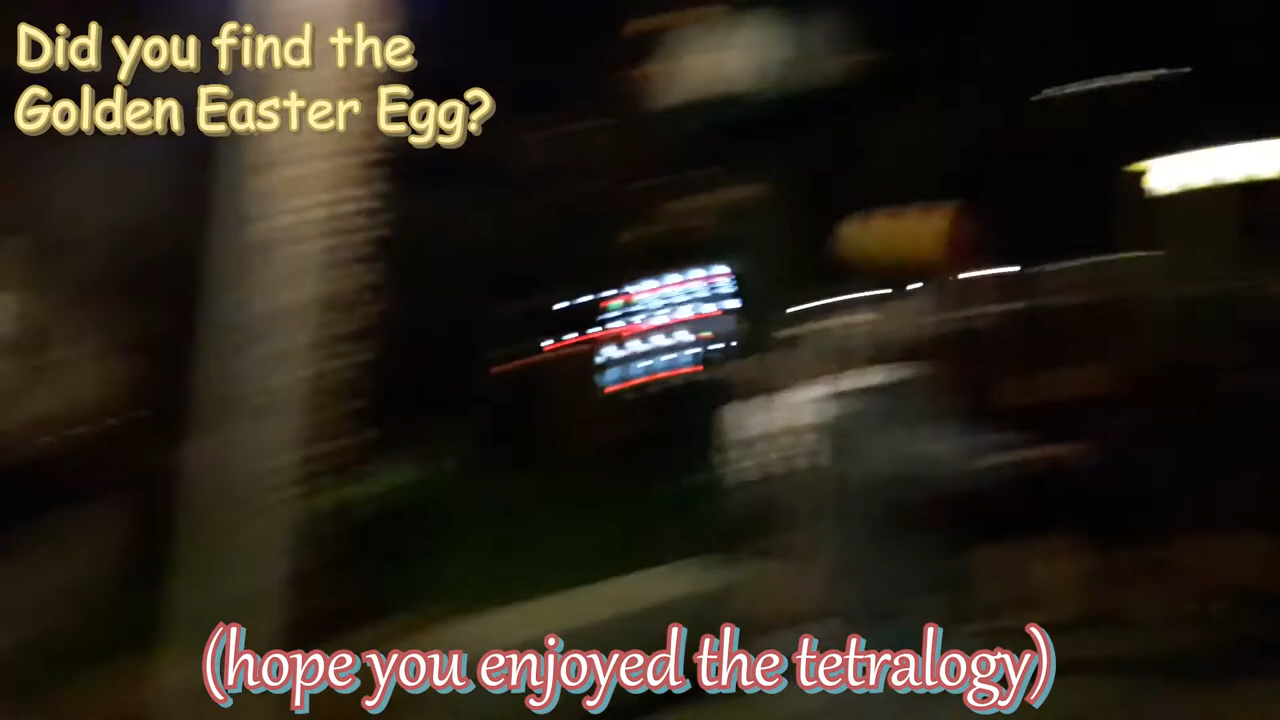 Did you find the
Golden Easter Egg?
(hope you enjoyed the tetralogy)